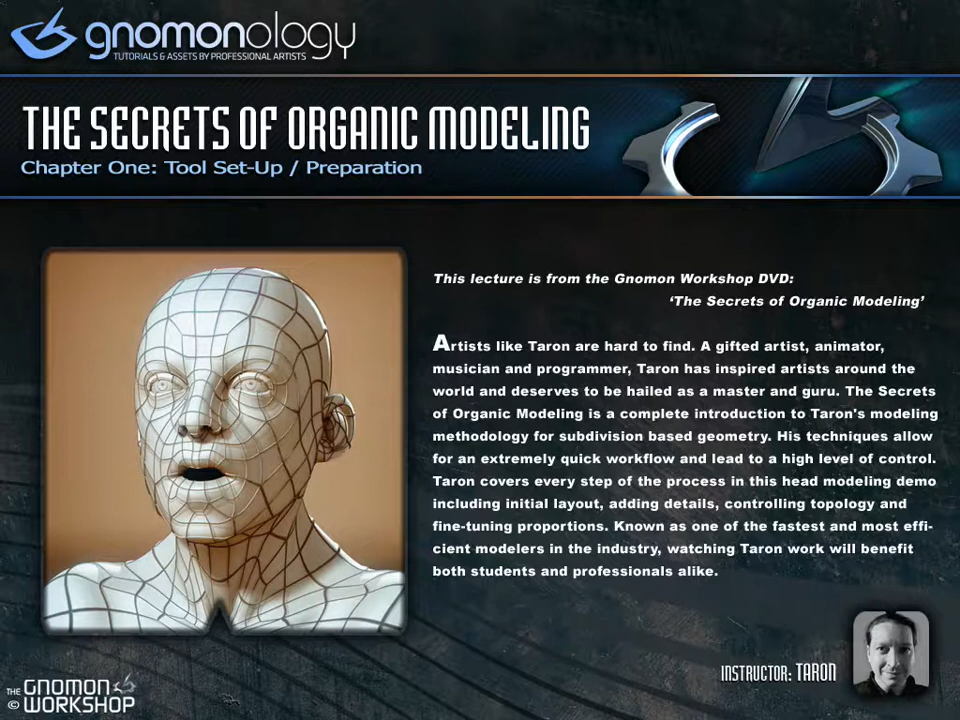 gnomonology
TUTORIALS & ASSETS BY PROFESSIONAL ARTISTS
THE SECRETS OF ORGANIC MODELING
Chapter One: Tool Set-Up / Preparation
This lecture is from the Gnomon Workshop DVD:
‘The Secrets of Organic Modeling’
Artists like Taron are hard to find. A gifted artist, animator,
musician and programmer, Taron has inspired artists around the
world and deserves to be hailed as a master and guru. The Secrets
of Organic Modeling is a complete introduction to Taron's modeling
methodology for subdivision based geometry. His techniques allow
for an extremely quick workflow and lead to a high level of control.
Taron covers every step of the process in this head modeling demo
including initial layout, adding details, controlling topology and
fine-tuning proportions. Known as one of the fastest and most effi-
cient modelers in the industry, watching Taron work will benefit
both students and professionals alike.
INSTRUCTOR: TARON
THE GNOMON
© WORKSHOP